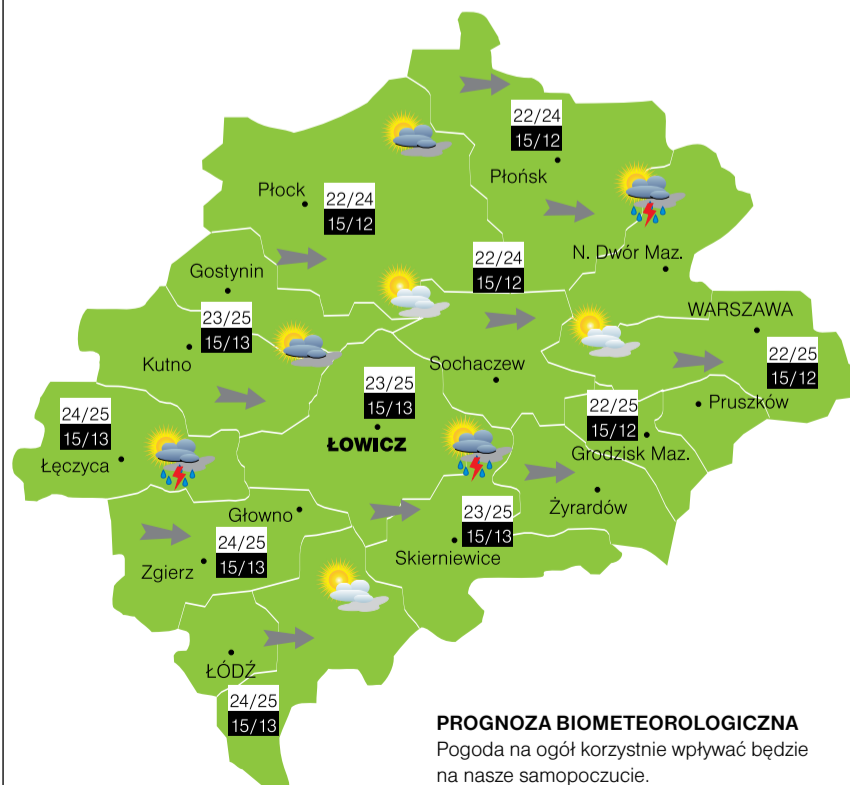 22/24
15/12
Płońsk
Płock
22/24
15/12
N. Dwór Maz.
22/24
15/12
Gostynin
WARSZAWA
23/25
15/13
Kutno
22/25
15/12
Sochaczew
23/25
15/13
Pruszków
22/25
15/12
24/25
15/13
ŁOWICZ
Grodzisk Maz.
Łęczyca
Żyrardów
Głowno
23/25
15/13
Skierniewice
24/25
15/13
Zgierz
ŁÓDŹ
24/25
15/13
PROGNOZA BIOMETEOROLOGICZNA
Pogoda na ogół korzystnie wpływać będzie
na nasze samopoczucie.